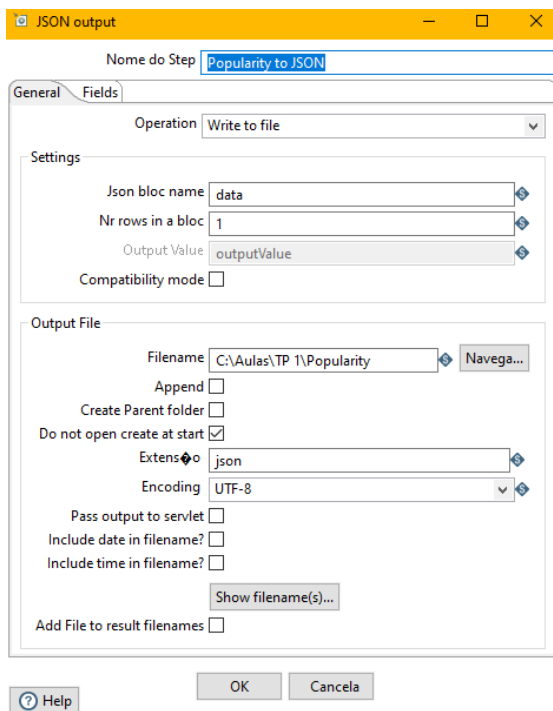 JSON output
Nome do Step Popularity to JSON
General Fields
Operation Write to file
Settings
Json bloc name data
Nr rows in a bloc 1
Output Value outputValue
Compatibility mode
Output File
Filename C:\Aulas\TP 1\Popularity Navega...
Append
Create Parent folder
Do not open create at start
Extens�o json
Encoding UTF-8
Pass output to servlet
Include date in filename?
Include time in filename?
Show filename(s)...
Add File to result filenames
OK Cancela
Help